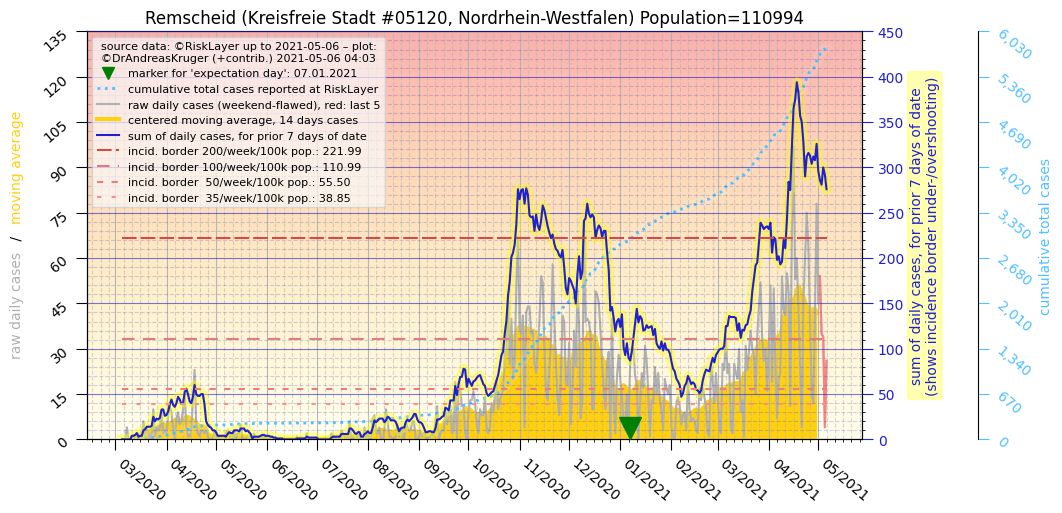 Remscheid (Kreisfreie Stadt #05120, Nordrhein-Westfalen) Population=110994
source data: ©RiskLayer up to 2021-05-06 – plot:
©DrAndreasKruger (+contrib.) 2021-05-06 04:03
marker for 'expectation day': 07.01.2021
cumulative total cases reported at RiskLayer
raw daily cases (weekend-flawed), red: last 5
centered moving average, 14 days cases
sum of daily cases, for prior 7 days of date
incid. border 200/week/100k pop.: 221.99
incid. border 100/week/100k pop.: 110.99
incid. border  50/week/100k pop.: 55.50
incid. border  35/week/100k pop.: 38.85
raw daily cases / moving average
135
120
105
90
75
60
45
30
15
0
03/2020
04/2020
05/2020
06/2020
07/2020
08/2020
09/2020
10/2020
11/2020
12/2020
01/2021
02/2021
03/2021
04/2021
05/2021
450
400
350
300
250
200
150
100
50
0
sum of daily cases, for prior 7 days of date
(shows incidence border under-/overshooting)
6,030
5,360
4,690
4,020
3,350
2,680
2,010
1,340
670
0
cumulative total cases